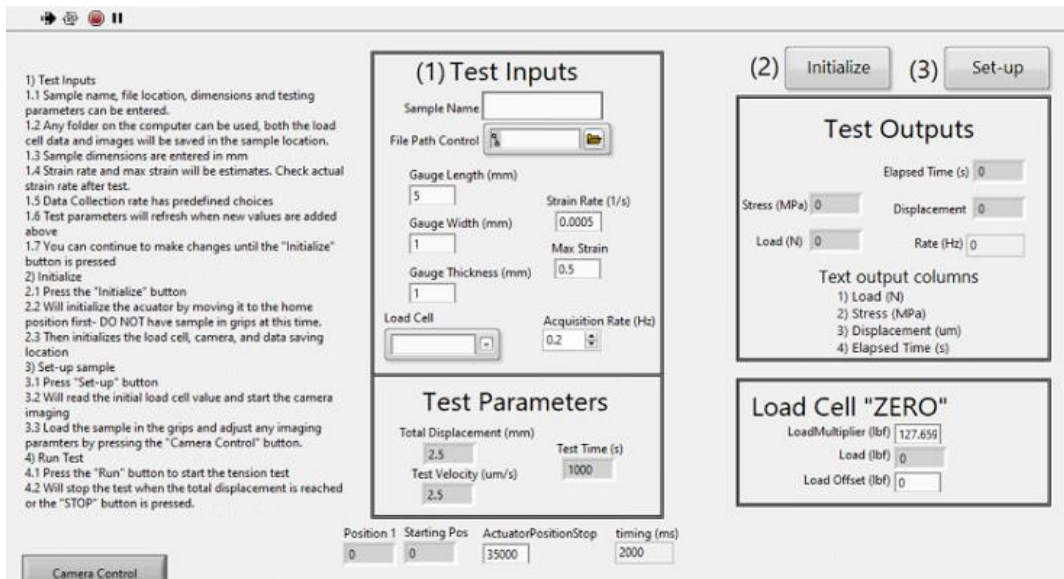 1) Test Inputs
1.1 Sample name, file location, dimensions and testing
parameters can be entered.
1.2 Any folder on the computer can be used, both the load
cell data and images will be saved in the sample location.
1.3 Sample dimensions are entered in mm
1.4 Strain rate and max strain will be estimates. Check actual
strain rate after test.
1.5 Data Collection rate has predefined choices
1.6 Test parameters will refresh when new values are added
above
1.7 You can continue to make changes until the "Initialize"
button is pressed
2) Initialize
2.1 Press the "Initialize" button
2.2 Will initialize the acuator by moving it to the home
position first- DO NOT have sample in grips at this time.
2.3 Then initializes the load cell, camera, and data saving
location
3) Set-up sample
3.1 Press "Set-up" button
3.2 Will read the initial load cell value and start the camera
imaging
3.3 Load the sample in the grips and adjust any imaging
paramters by pressing the "Camera Control" button.
4) Run Test
4.1 Press the "Run" button to start the tension test
4.2 Will stop the test when the total displacement is reached
or the "STOP" button is pressed.
Camera Control
(1) Test Inputs
Sample Name
File Path Control
Gauge Length (mm)
5
Strain Rate (1/s)
0.0005
Gauge Width (mm)
1
Max Strain
0.5
Gauge Thickness (mm)
1
Load Cell
Acquisition Rate (Hz)
0.2
Test Parameters
Total Displacement (mm)
2.5
Test Time (s)
1000
Test Velocity (um/s)
2.5
Position 1 Starting Pos ActuatorPositionStop timing (ms)
0 0 35000 2000
(2) Initialize (3) Set-up
Test Outputs
Elapsed Time (s) 0
Stress (MPa) 0 Displacement 0
Load (N) 0 Rate (Hz) 0
Text output columns
1) Load (N)
2) Stress (MPa)
3) Displacement (um)
4) Elapsed Time (s)
Load Cell "ZERO"
LoadMultiplier (lbf) 127.659
Load (lbf) 0
Load Offset (lbf) 0